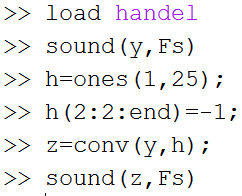 >> load handel
>> sound(y,Fs)
>> h=ones(1,25);
>> h(2:2:end)=-1;
>> z=conv(y,h);
>> sound(z,Fs)